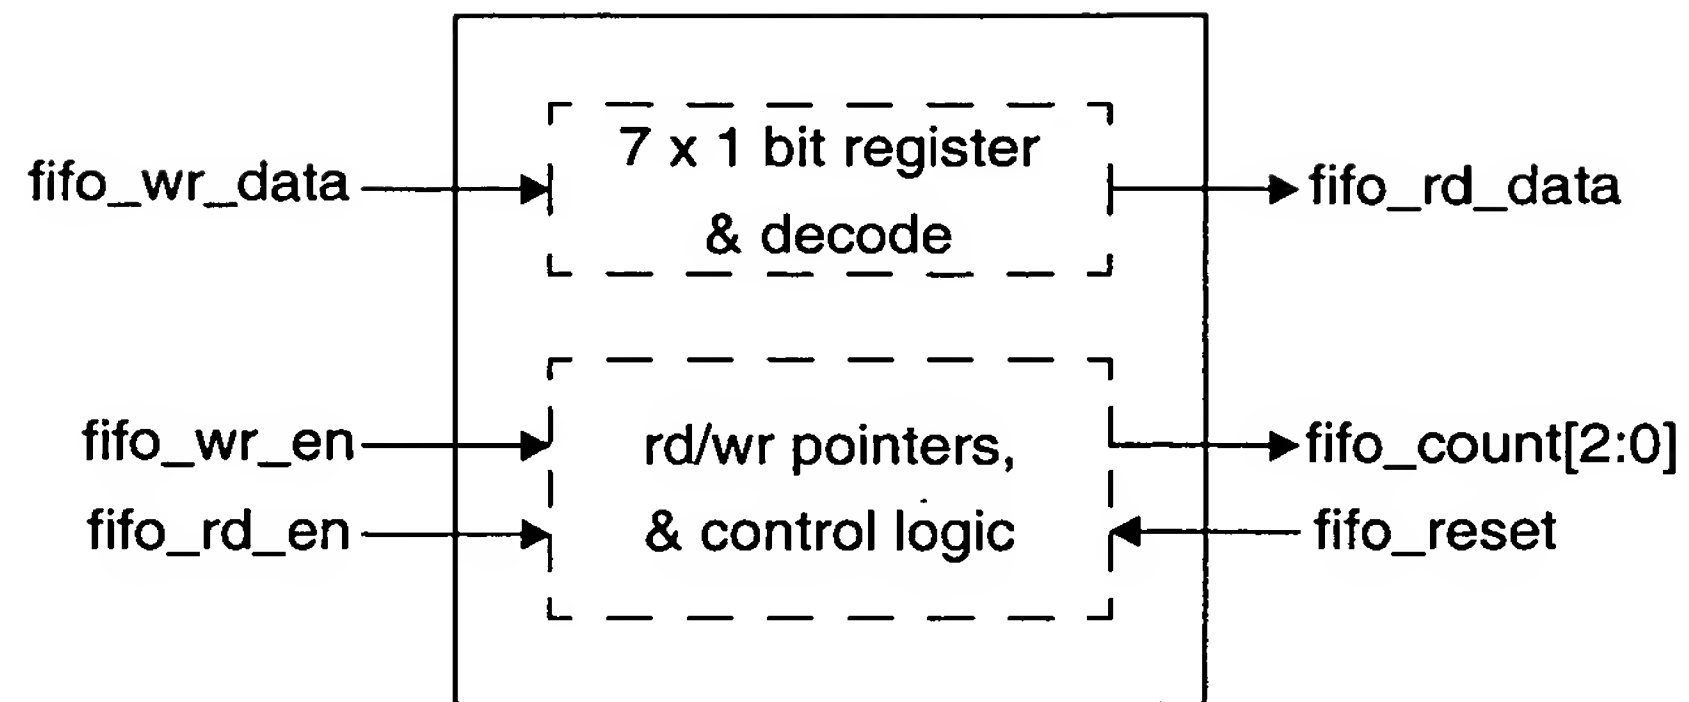 7 x 1 bit register
& decode
fifo_wr_data
fifo_rd_data
rd/wr pointers,
& control logic
fifo_wr_en
fifo_rd_en
fifo_count[2:0]
fifo_reset